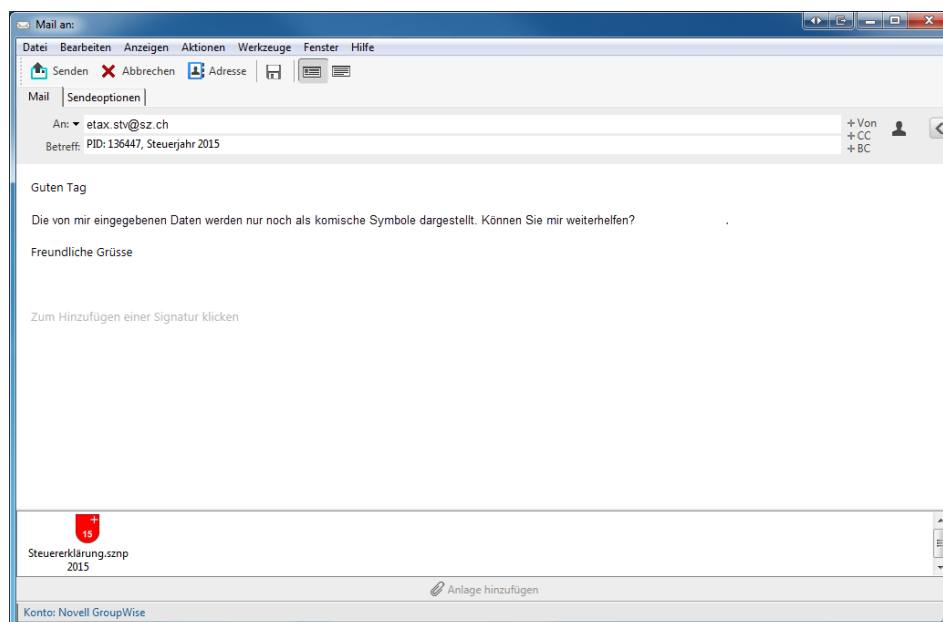 Mail an:
Datei Bearbeiten Anzeigen Aktionen Werkzeuge Fenster Hilfe
Senden Abbrechen Adresse
Mail Sendeoptionen
An: etax.stv@sz.ch
+Von
+CC
Betreff: PID: 136447, Steuerjahr 2015
+BC
Guten Tag
Die von mir eingegebenen Daten werden nur noch als komische Symbole dargestellt. Können Sie mir weiterhelfen? .
Freundliche Grüsse
Zum Hinzufügen einer Signatur klicken
15
Steuererklärung.sznp
2015
Anlage hinzufügen
Konto: Novell GroupWise